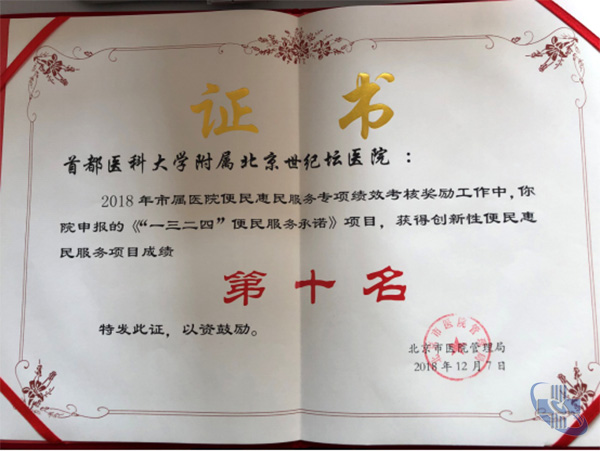 证书
首都医科大学附属北京世纪坛医院：
2018年市属医院便民惠民服务专项绩效考核奖励工作中，你
院申报的《“一三二四”便民服务承诺》项目，获得创新性便民惠
民服务项目成绩
第十名
特发此证，以资鼓励。
北京市医院管理局
2018年12月7日